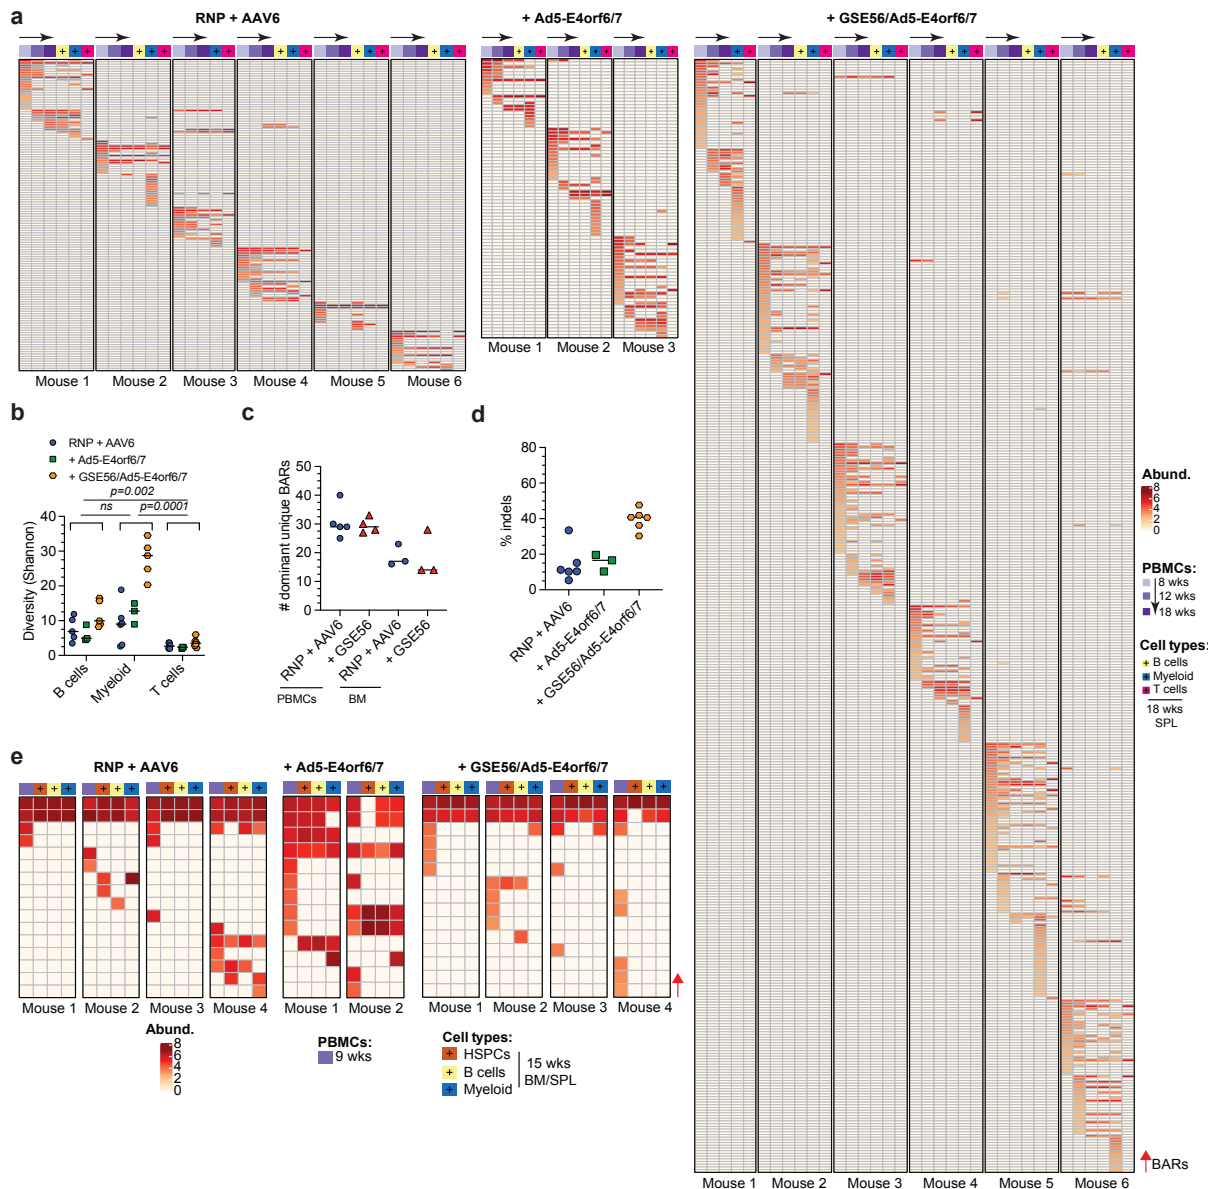 a
RNP + AAV6
+ Ad5-E4orf6/7
+ GSE56/Ad5-E4orf6/7
+ + +
+ + +
+ + +
+ + +
+ + +
+ + +
+ + +
+ + +
+ + +
+ +
+ + +
+ + +
+ + +
+ + +
+ + +
Mouse 1
Mouse 2
Mouse 3
Mouse 4
Mouse 5
Mouse 6
Mouse 1
Mouse 2
Mouse 3
b
RNP + AAV6
+ Ad5-E4orf6/7
+ GSE56/Ad5-E4orf6/7
p=0.002
ns
p=0.0001
Diversity (Shannon)
40
30
20
10
0
B cells
Myeloid
T cells
c
# dominant unique BARs
50
40
30
20
10
0
RNP + AAV6
+ GSE56
RNP + AAV6
+ GSE56
PBMCs
BM
d
% indels
80
60
40
20
0
RNP + AAV6
+ Ad5-E4orf6/7
+ GSE56/Ad5-E4orf6/7
Abund.
8
6
4
2
0
PBMCs:
8 wks
12 wks
18 wks
Cell types:
+ B cells
+ Myeloid
+ T cells
18 wks
SPL
BARs
Mouse 1
Mouse 2
Mouse 3
Mouse 4
Mouse 5
Mouse 6
e
RNP + AAV6
+ Ad5-E4orf6/7
+ GSE56/Ad5-E4orf6/7
+ + +
+ + +
+ + +
+ + +
+ + +
+ + +
+ + +
+ + +
+ + +
+ + +
Mouse 1
Mouse 2
Mouse 3
Mouse 4
Mouse 1
Mouse 2
Mouse 1
Mouse 2
Mouse 3
Mouse 4
Abund.
8
6
4
2
0
PBMCs:
9 wks
Cell types:
+ HSPCs
+ B cells
+ Myeloid
15 wks
BM/SPL